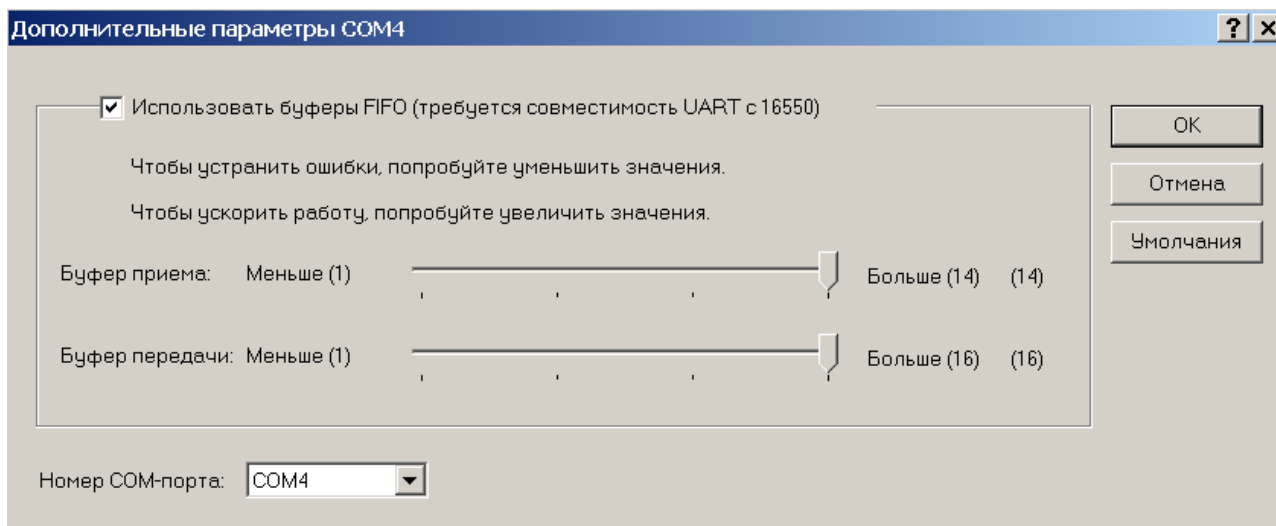 Дополнительные параметры COM4
Использовать буферы FIFO (требуется совместимость UART с 16550)
OK
Чтобы устранить ошибки, попробуйте уменьшить значения.
Отмена
Чтобы ускорить работу, попробуйте увеличить значения.
Умолчания
Буфер приема: Меньше (1) Больше (14) (14)
Буфер передачи: Меньше (1) Больше (16) (16)
Номер COM-порта: COM4